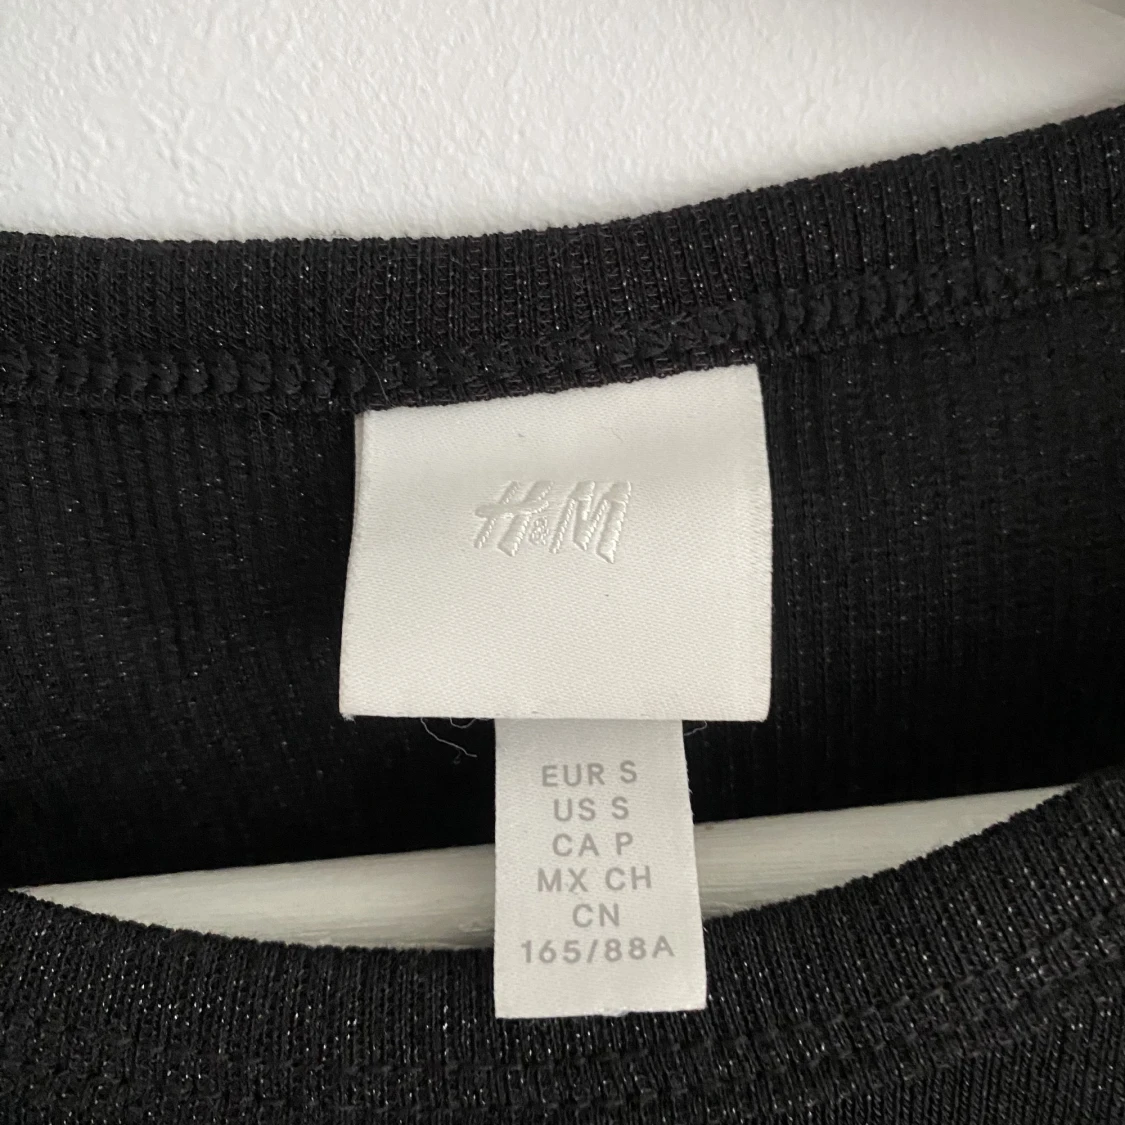 H&M
EUR S
US S
CA P
MX CH
CN
165/88A